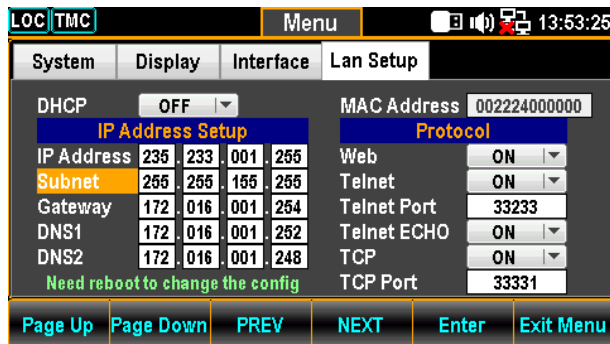 LOC TMC Menu 13:53:25
System Display Interface Lan Setup
DHCP OFF MAC Address 002224000000
IP Address Setup Protocol
IP Address 235 . 233 . 001 . 255 Web ON
Subnet 255 . 255 . 155 . 255 Telnet ON
Gateway 172 . 016 . 001 . 254 Telnet Port 33233
DNS1 172 . 016 . 001 . 252 Telnet ECHO ON
DNS2 172 . 016 . 001 . 248 TCP ON
Need reboot to change the config TCP Port 33331
Page Up Page Down PREV NEXT Enter Exit Menu